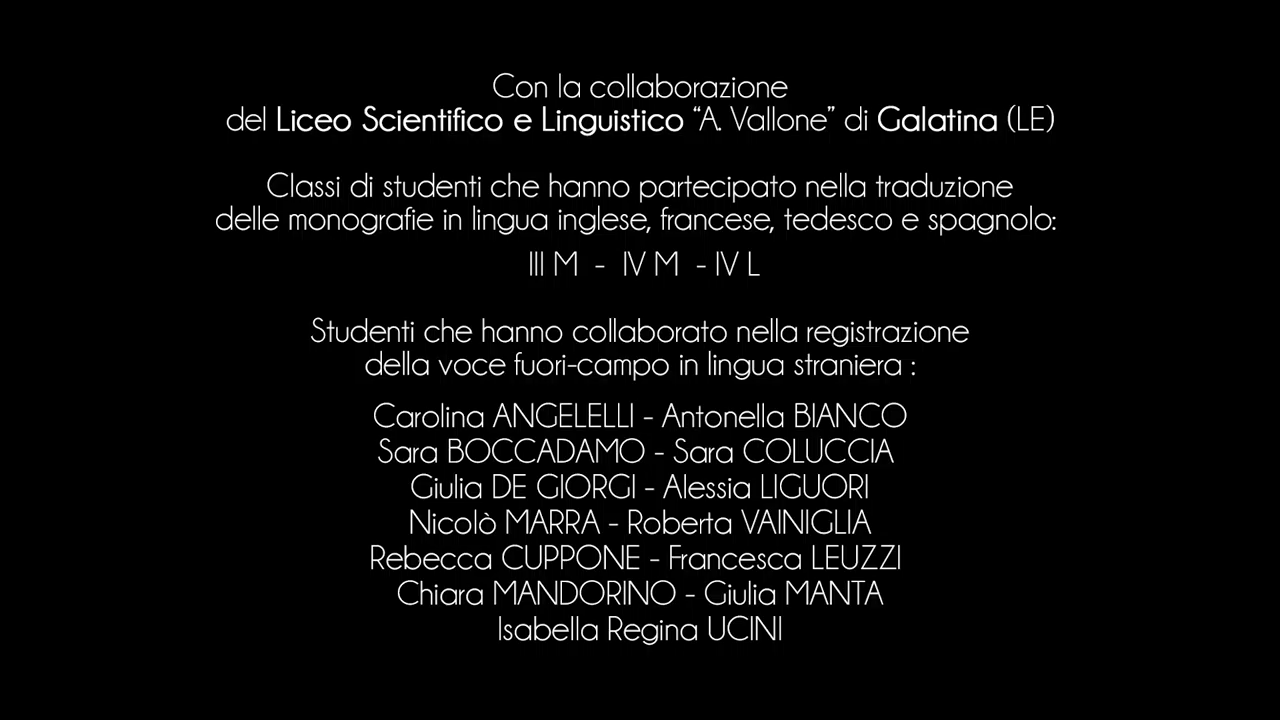 Con la collaborazione
del Liceo Scientifico e Linguistico “A. Vallone” di Galatina (LE)
Classi di studenti che hanno partecipato nella traduzione
delle monografie in lingua inglese, francese, tedesco e spagnolo:
III M - IV M - IV L
Studenti che hanno collaborato nella registrazione
della voce fuori-campo in lingua straniera :
Carolina ANGELELLI - Antonella BIANCO
Sara BOCCADAMO - Sara COLUCCIA
Giulia DE GIORGI - Alessia LIGUORI
Nicolò MARRA - Roberta VAINIGLIA
Rebecca CUPPONE - Francesca LEUZZI
Chiara MANDORINO - Giulia MANTA
Isabella Regina UCINI